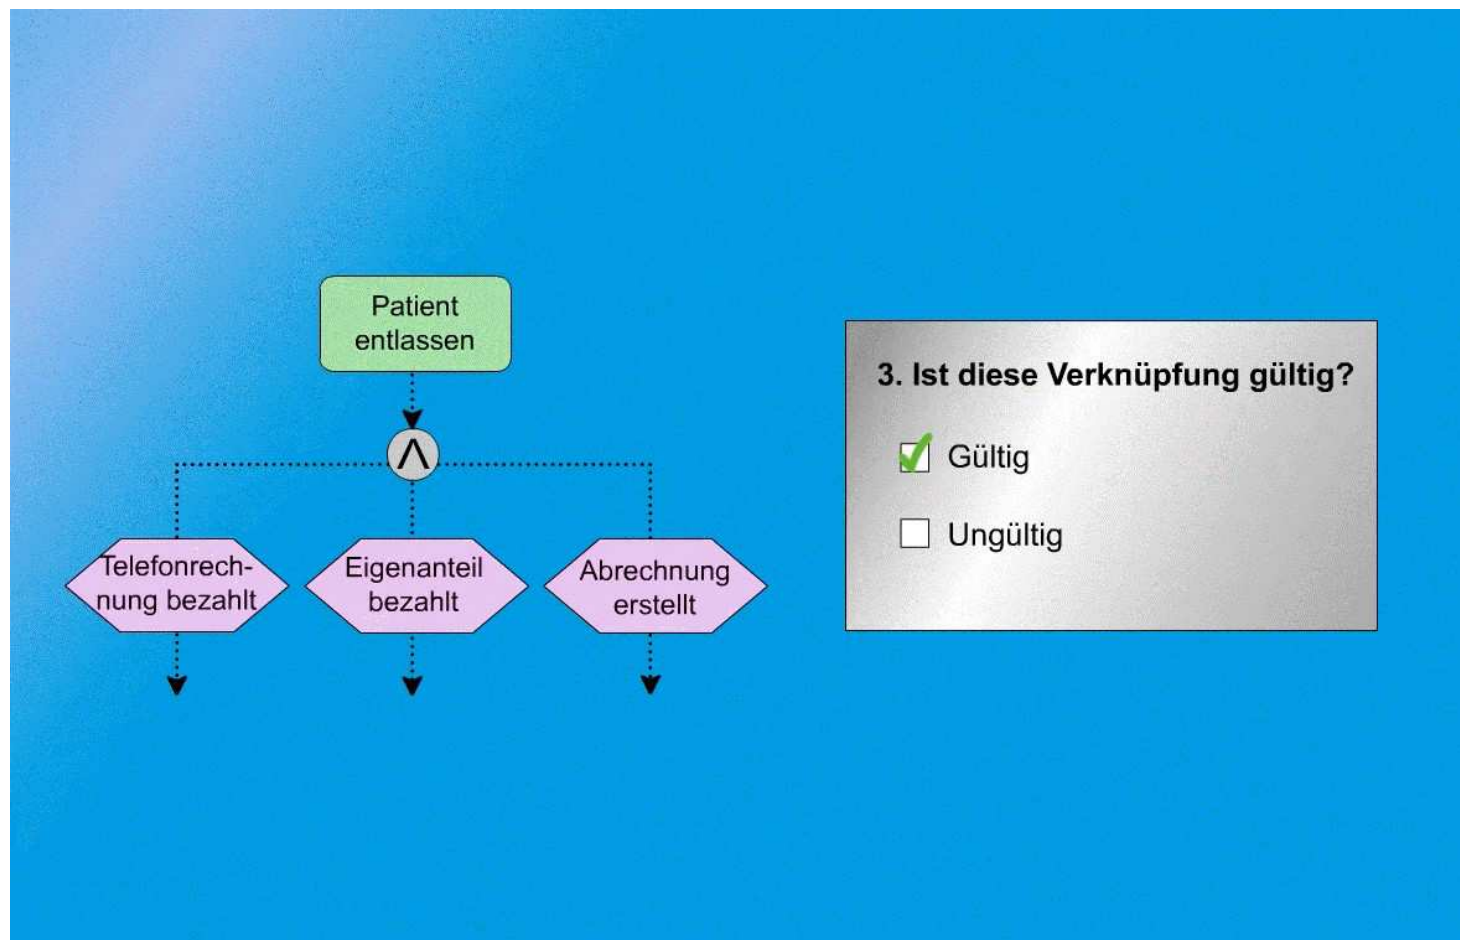 Patient
entlassen
Λ
Telefonrech-
nung bezahlt
Eigenanteil
bezahlt
Abrechnung
erstellt
3. Ist diese Verknüpfung gültig?
Gültig
Ungültig